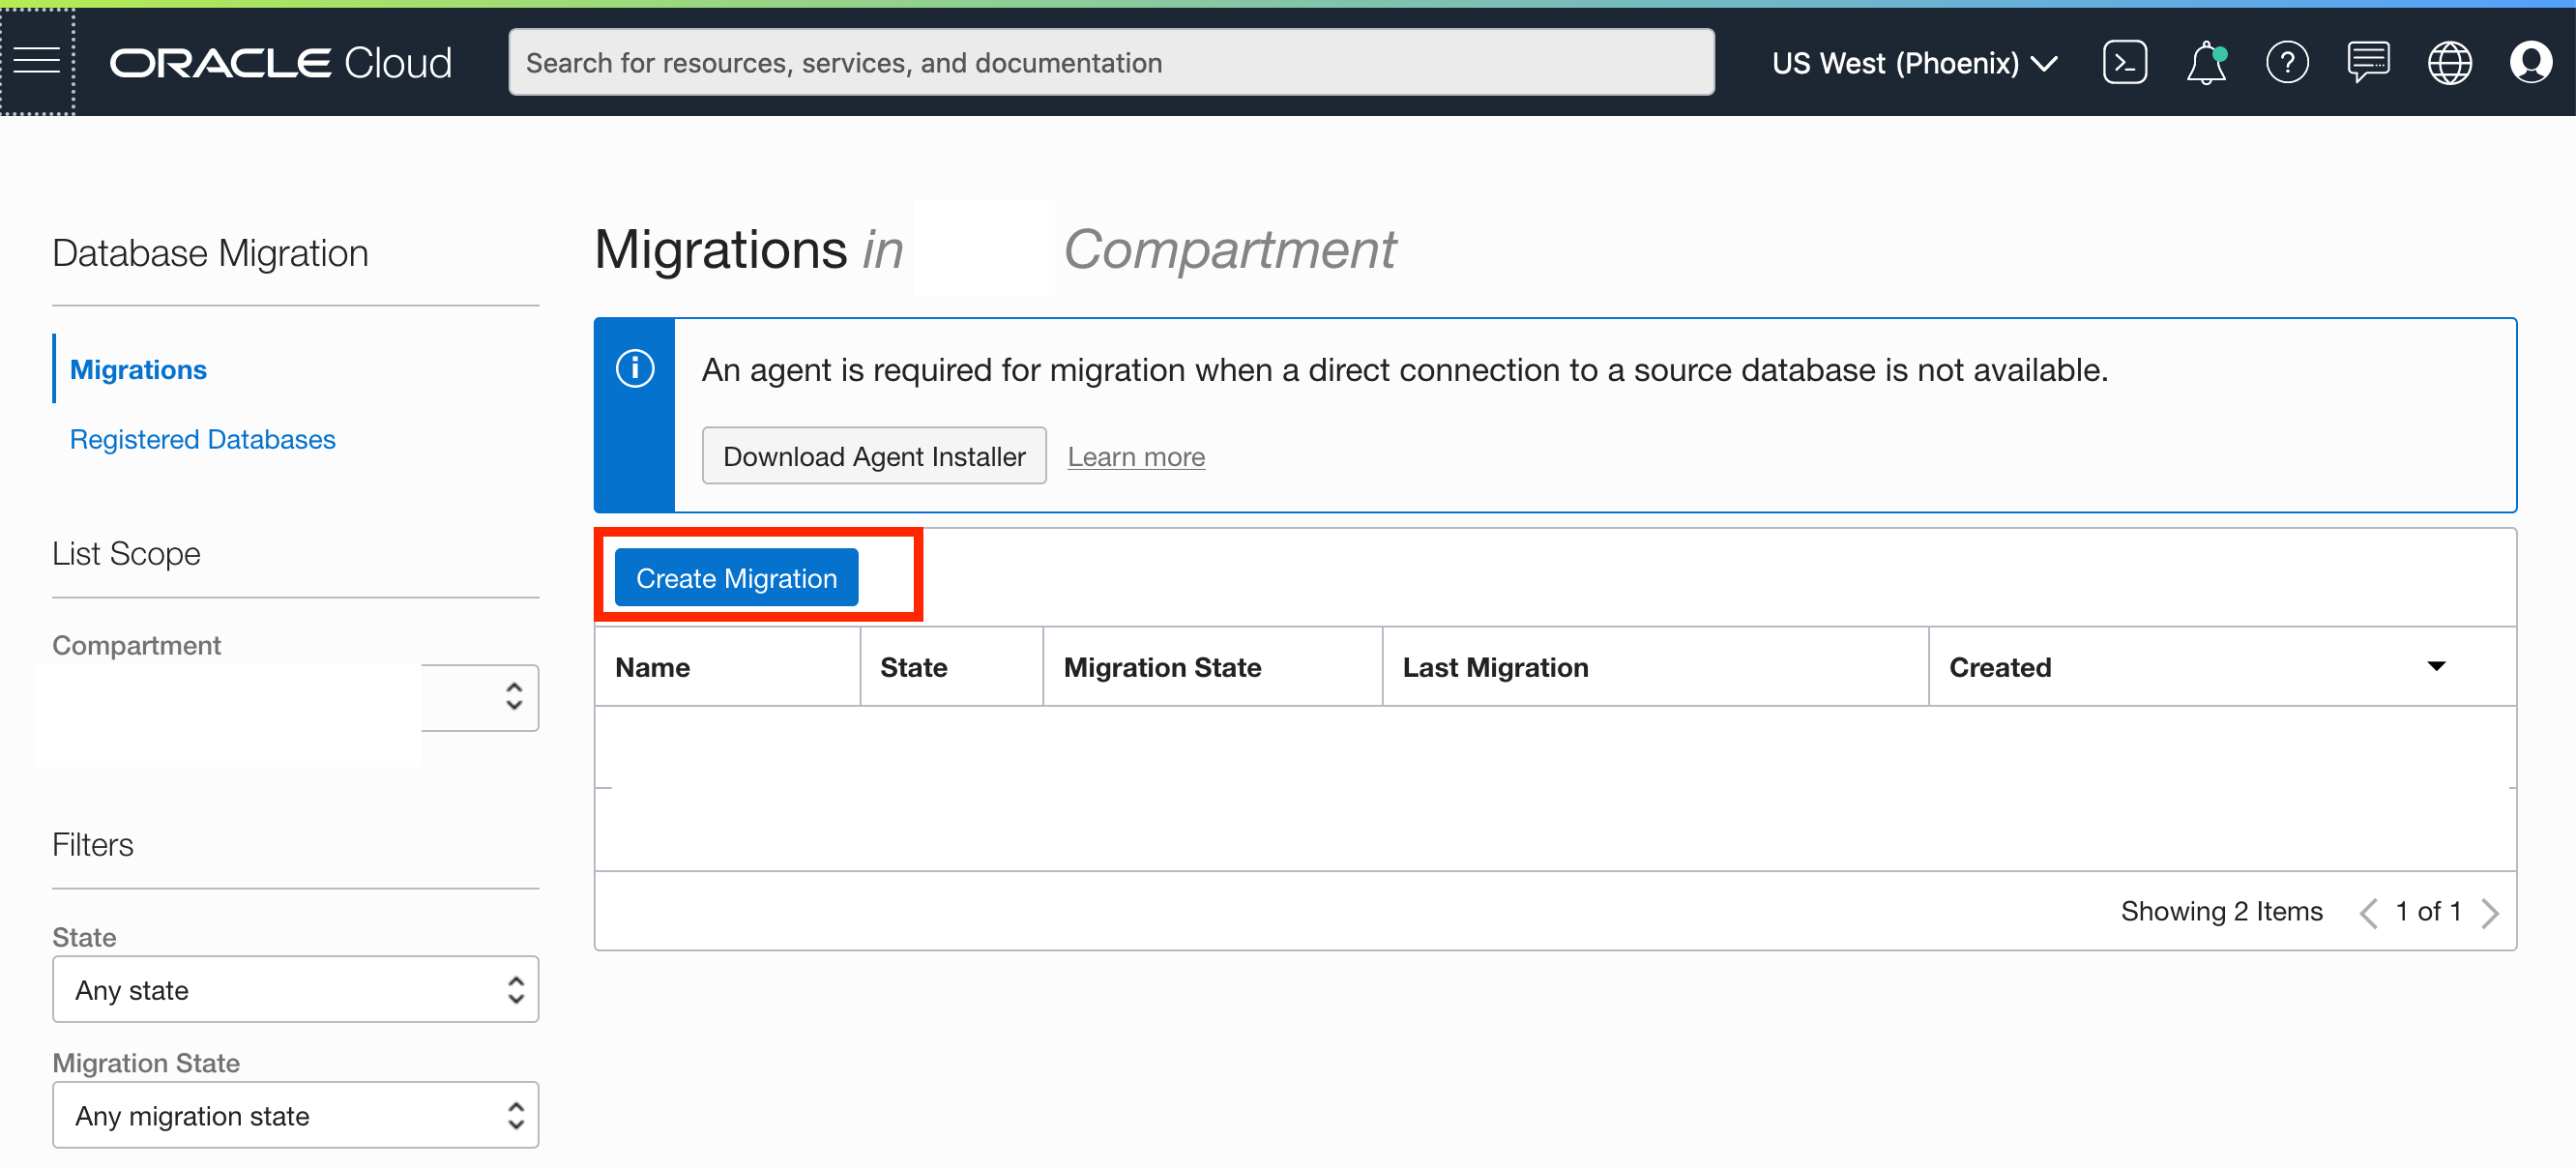 ORACLE Cloud
Search for resources, services, and documentation
US West (Phoenix)
Database Migration
Migrations
Registered Databases
List Scope
Compartment
Filters
State
Any state
Migration State
Any migration state
Migrations in Compartment
An agent is required for migration when a direct connection to a source database is not available.
Download Agent Installer Learn more
Create Migration
Name State Migration State Last Migration Created
Showing 2 Items 1 of 1